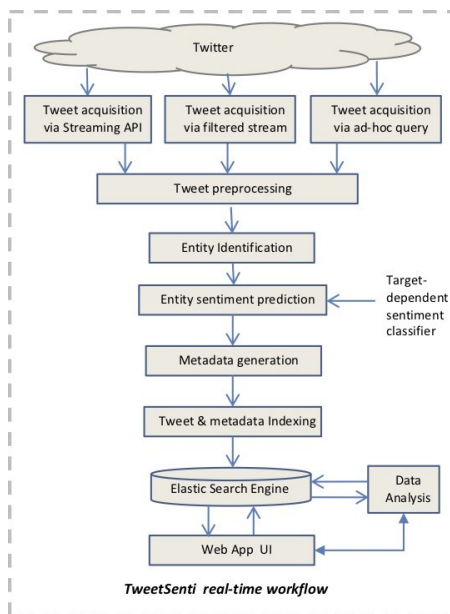 Twitter
Tweet acquisition
via Streaming API
Tweet acquisition
via filtered stream
Tweet acquisition
via ad-hoc query
Tweet preprocessing
Entity Identification
Entity sentiment prediction
Target-
dependent
sentiment
classifier
Metadata generation
Tweet & metadata Indexing
Elastic Search Engine
Data
Analysis
Web App UI
TweetSenti real-time workflow